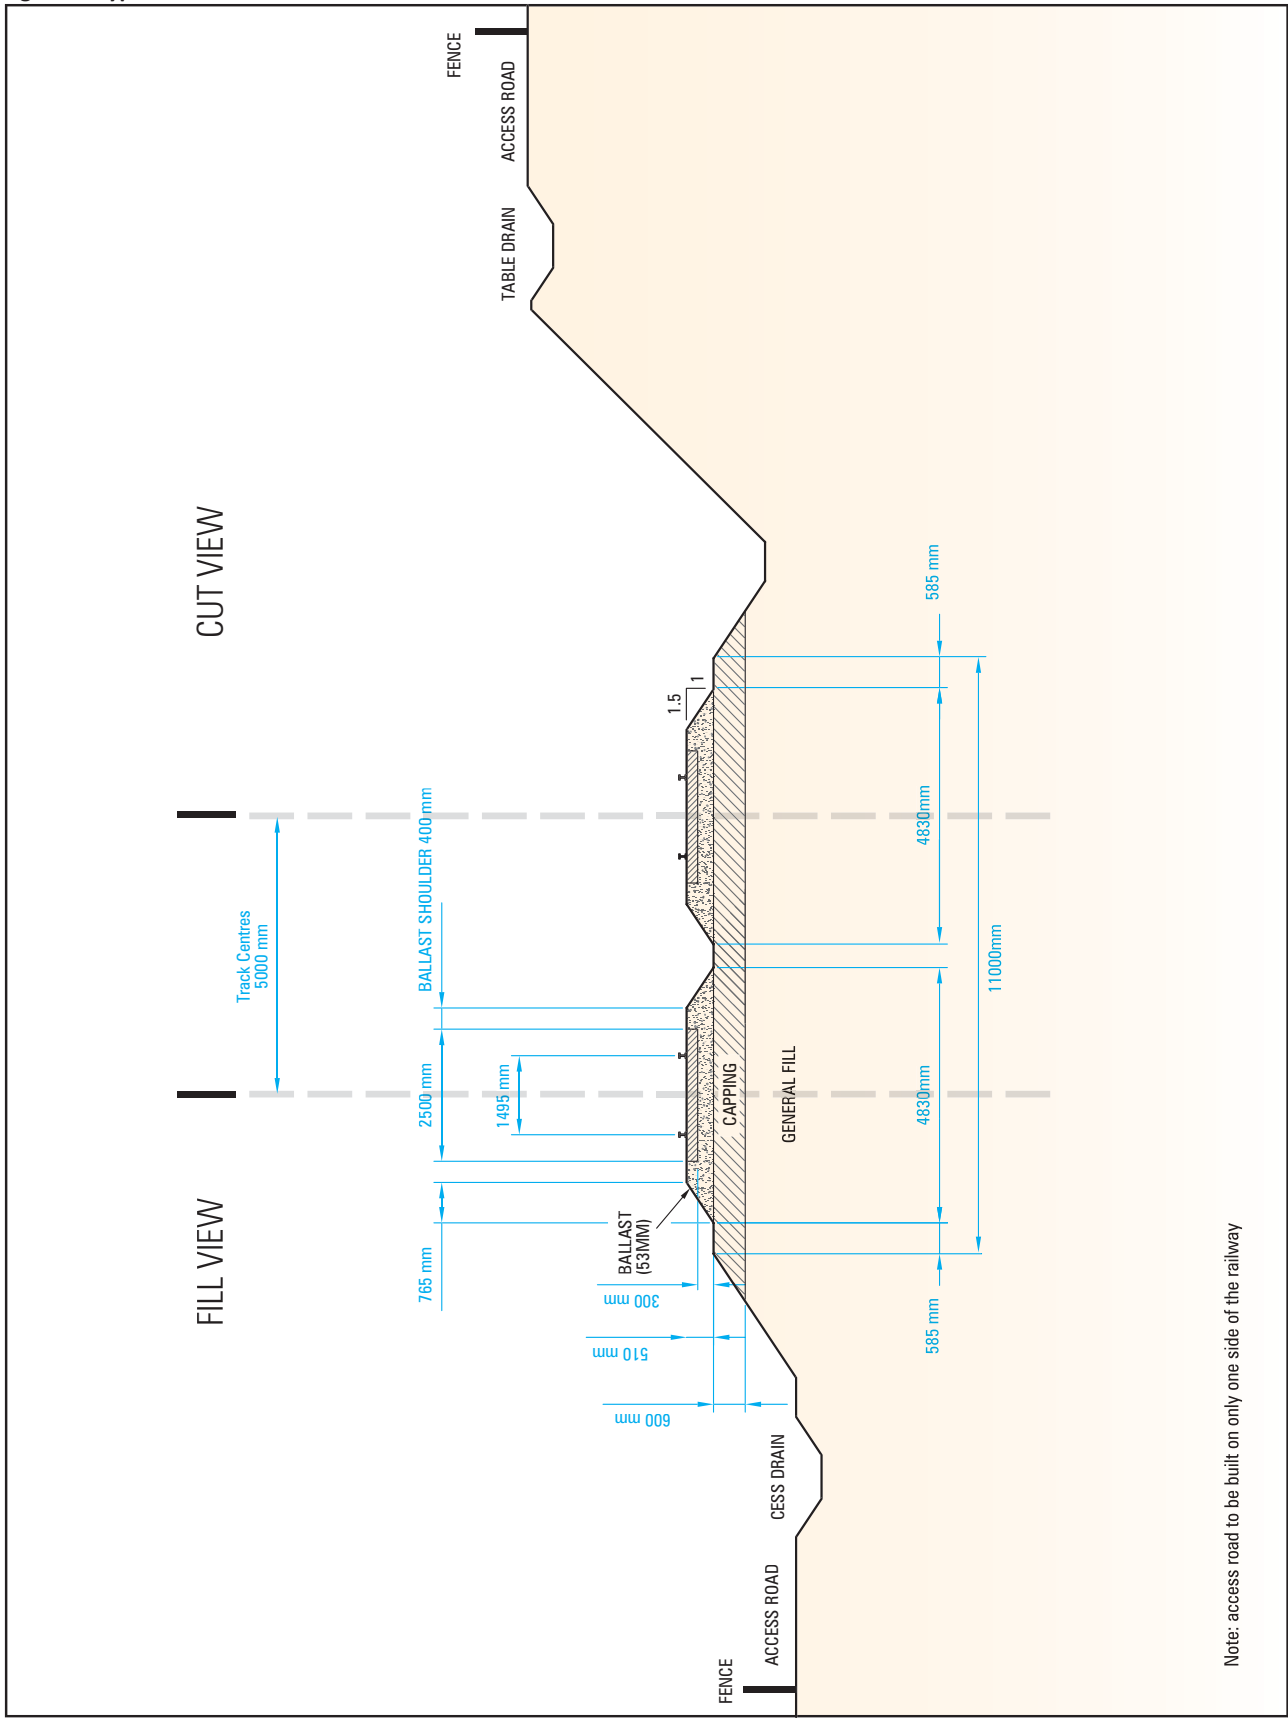 FILL VIEW
CUT VIEW
Track Centres
5000 mm
765 mm
2500 mm
BALLAST SHOULDER 400 mm
1495 mm
FENCE
ACCESS ROAD
TABLE DRAIN
1.5
1
BALLAST
(53MM)
300 mm
510 mm
600 mm
CAPPING
GENERAL FILL
FENCE
ACCESS ROAD
CESS DRAIN
585 mm
4830mm
4830mm
585 mm
11000mm
Note: access road to be built on only one side of the railway